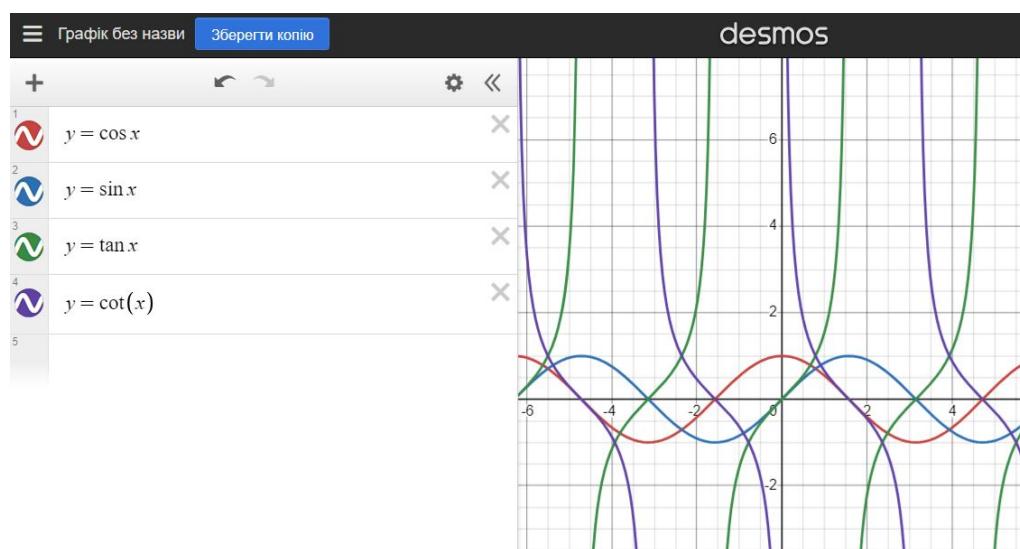 Графік без назви
Зберегти копію
desmos
1
y = cos x
2
y = sin x
3
y = tan x
4
y = cot(x)
5
6
4
2
-6 -4 -2 0 2 4
-2